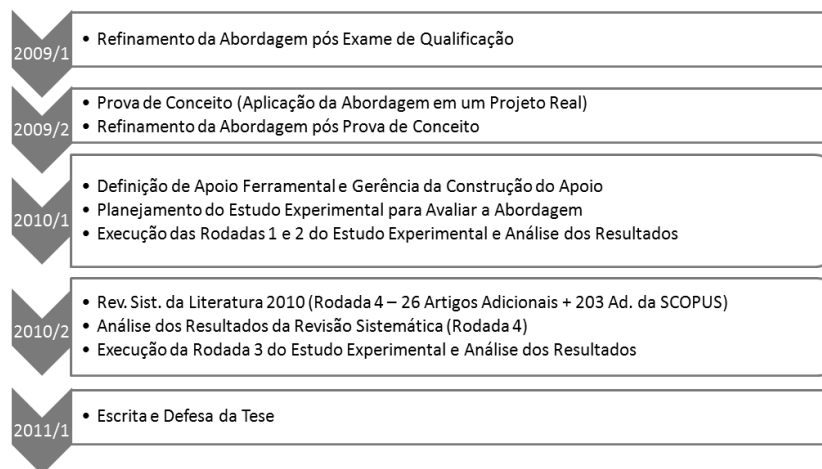 2009/1
• Refinamento da Abordagem pós Exame de Qualificação
2009/2
• Prova de Conceito (Aplicação da Abordagem em um Projeto Real)
• Refinamento da Abordagem pós Prova de Conceito
2010/1
• Definição de Apoio Ferramental e Gerência da Construção do Apoio
• Planejamento do Estudo Experimental para Avaliar a Abordagem
• Execução das Rodadas 1 e 2 do Estudo Experimental e Análise dos Resultados
2010/2
• Rev. Sist. da Literatura 2010 (Rodada 4 – 26 Artigos Adicionais + 203 Ad. da SCOPUS)
• Análise dos Resultados da Revisão Sistemática (Rodada 4)
• Execução da Rodada 3 do Estudo Experimental e Análise dos Resultados
2011/1
• Escrita e Defesa da Tese